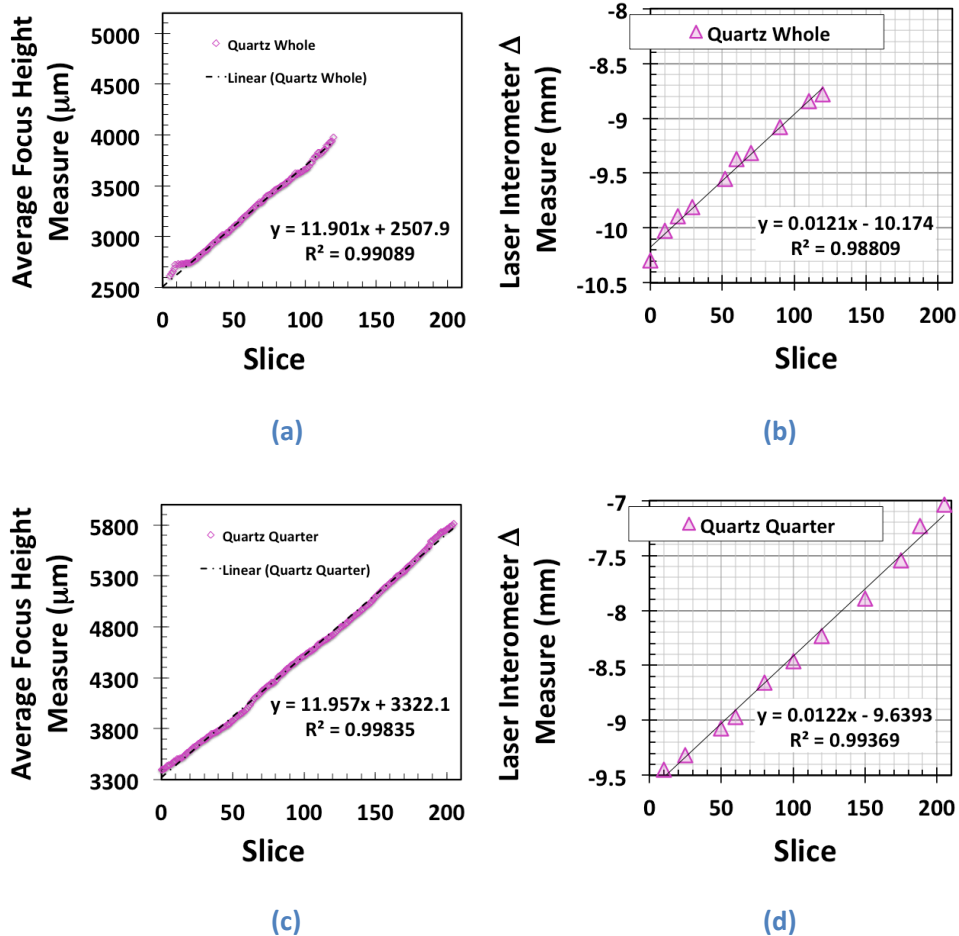 Average Focus Height
Measure (μm)
5000
4500
4000
3500
3000
2500
Quartz Whole
Linear (Quartz Whole)
y = 11.901x + 2507.9
R² = 0.99089
0 50 100 150 200
Slice
(a)
Laser Interometer Δ
Measure (mm)
-8
-8.5
-9
-9.5
-10
-10.5
Quartz Whole
y = 0.0121x - 10.174
R² = 0.98809
0 50 100 150 200
Slice
(b)
Average Focus Height
Measure (μm)
5800
5300
4800
4300
3800
3300
Quartz Quarter
Linear (Quartz Quarter)
y = 11.957x + 3322.1
R² = 0.99835
0 50 100 150 200
Slice
(c)
Laser Interometer Δ
Measure (mm)
-7
-7.5
-8
-8.5
-9
-9.5
Quartz Quarter
y = 0.0122x - 9.6393
R² = 0.99369
0 50 100 150 200
Slice
(d)